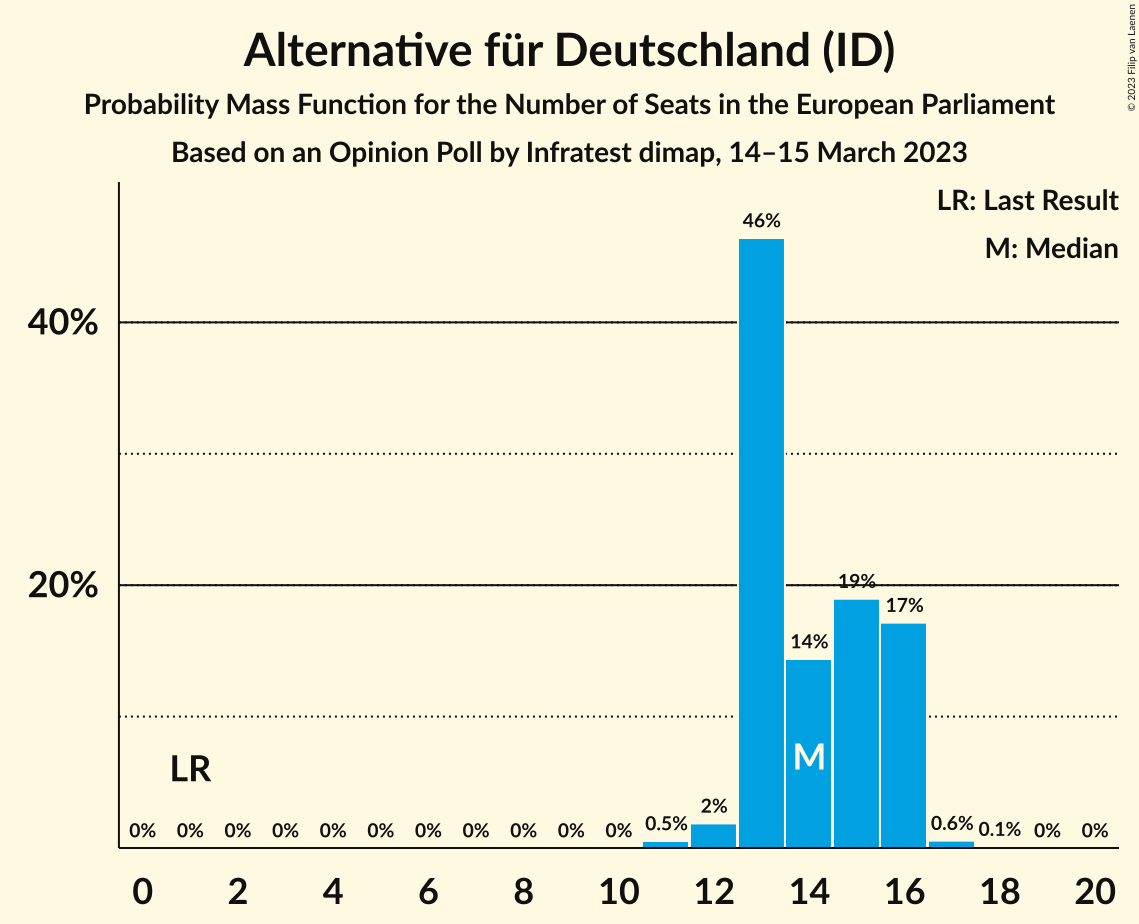 Alternative für Deutschland (ID)
Probability Mass Function for the Number of Seats in the European Parliament
Based on an Opinion Poll by Infratest dimap, 14–15 March 2023
© 2023 Filip van Laenen
LR: Last Result
M: Median
46%
40%
20%
19%
17%
14%
LR
M
0% 0% 0% 0% 0% 0% 0% 0% 0% 0% 0% 0.5% 2% 0.6% 0.1% 0% 0%
0 2 4 6 8 10 12 14 16 18 20